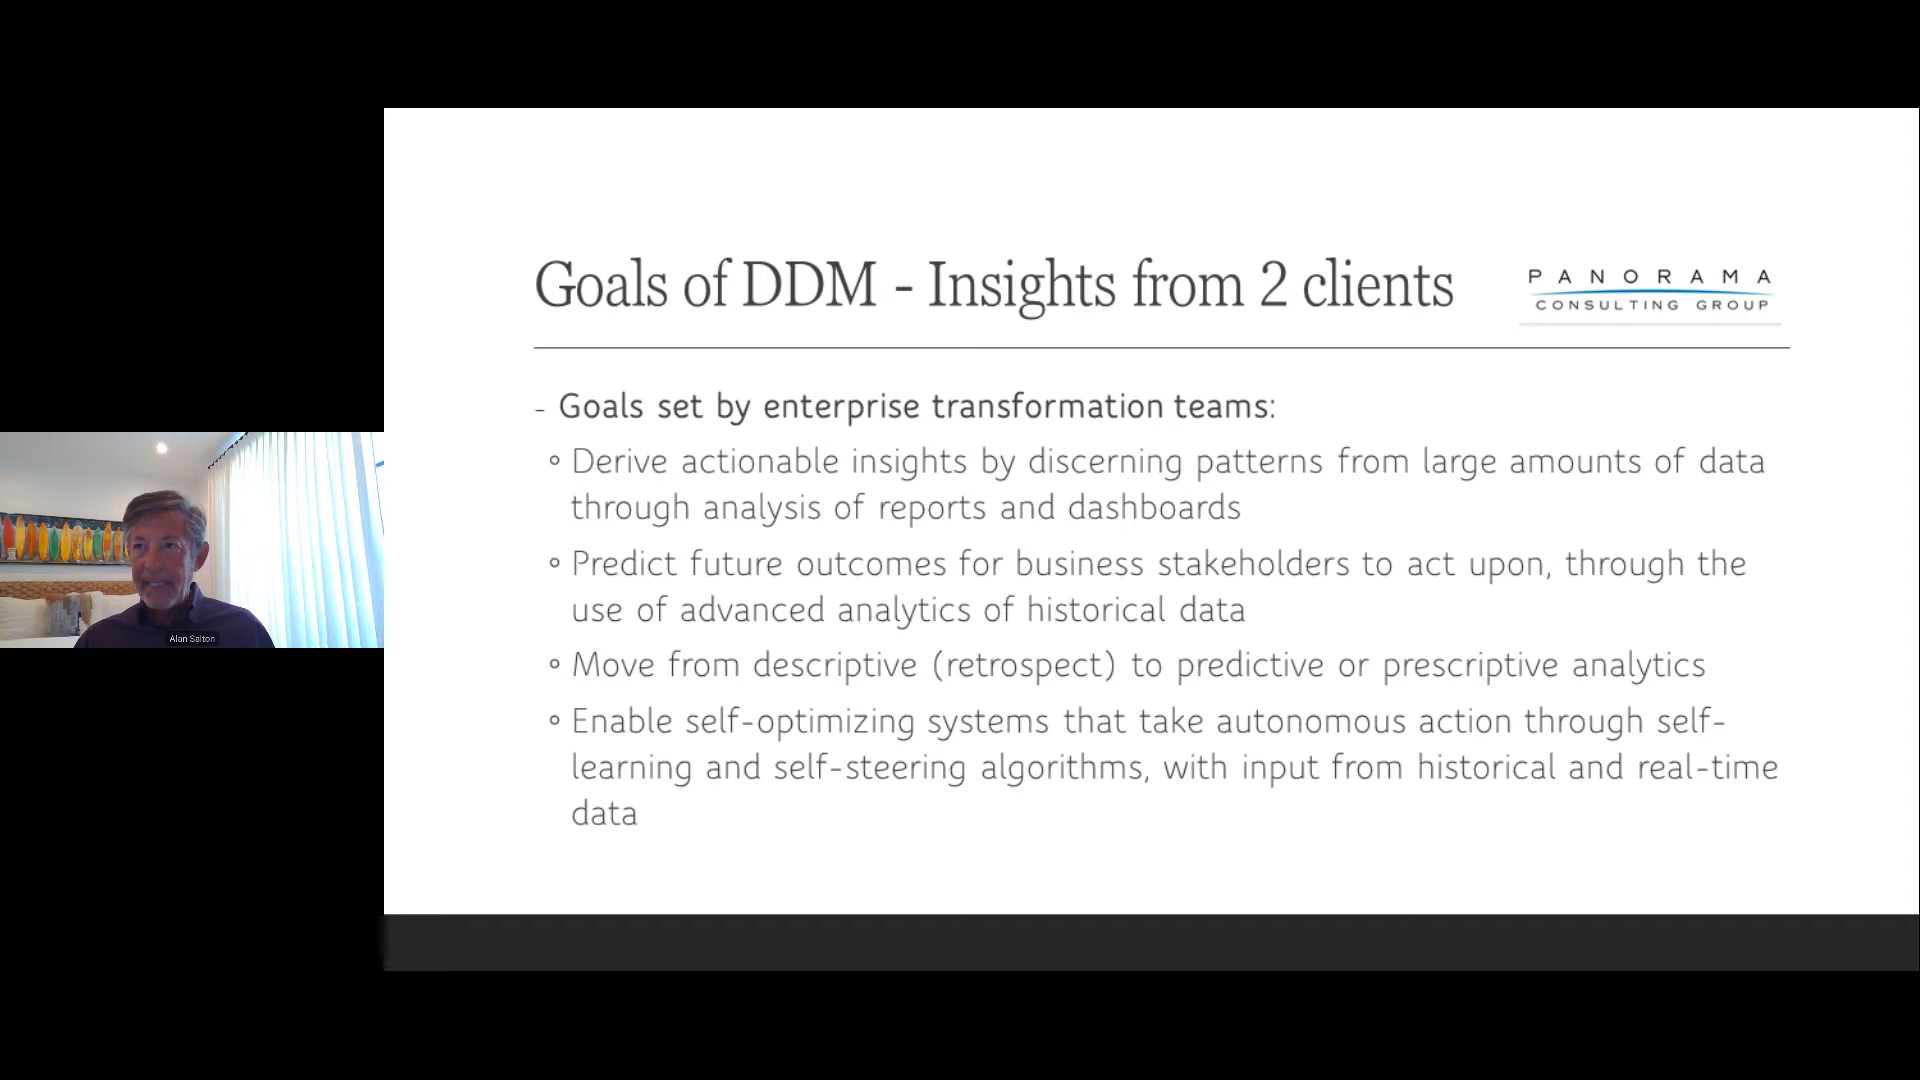 Goals of DDM - Insights from 2 clients
PANORAMA
CONSULTING GROUP
- Goals set by enterprise transformation teams:
◦ Derive actionable insights by discerning patterns from large amounts of data
through analysis of reports and dashboards
◦ Predict future outcomes for business stakeholders to act upon, through the
use of advanced analytics of historical data
◦ Move from descriptive (retrospect) to predictive or prescriptive analytics
◦ Enable self-optimizing systems that take autonomous action through self-
learning and self-steering algorithms, with input from historical and real-time
data
Alan Salton